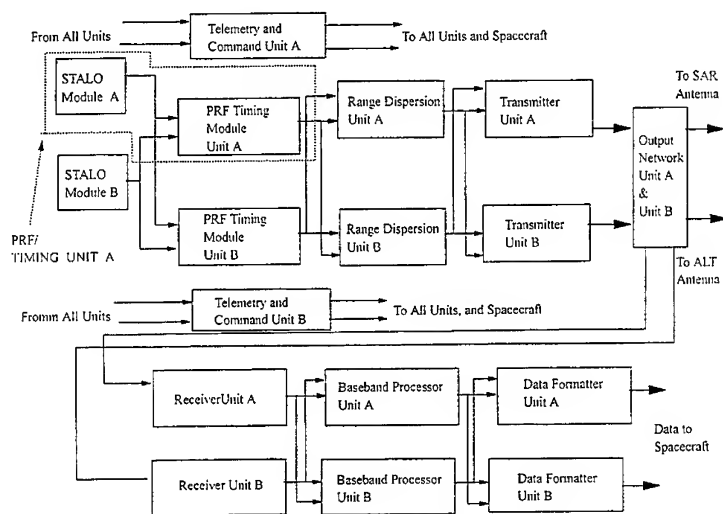 From All Units
Telemetry and
Command Unit A
To All Units and Spacecraft
STALO
Module A
PRF Timing
Module
Unit A
Range Dispersion
Unit A
Transmitter
Unit A
To SAR
Antenna
Output
Network
Unit A
&
Unit B
STALO
Module B
PRF Timing
Module
Unit B
Range Dispersion
Unit B
Transmitter
Unit B
PRF/
TIMING UNIT A
To ALT
Antenna
Fromm All Units
Telemetry and
Command Unit B
To All Units, and Spacecraft
ReceiverUnit A
Baseband Processor
Unit A
Data Formatter
Unit A
Data to
Spacecraft
Receiver Unit B
Baseband Processor
Unit B
Data Formatter
Unit B